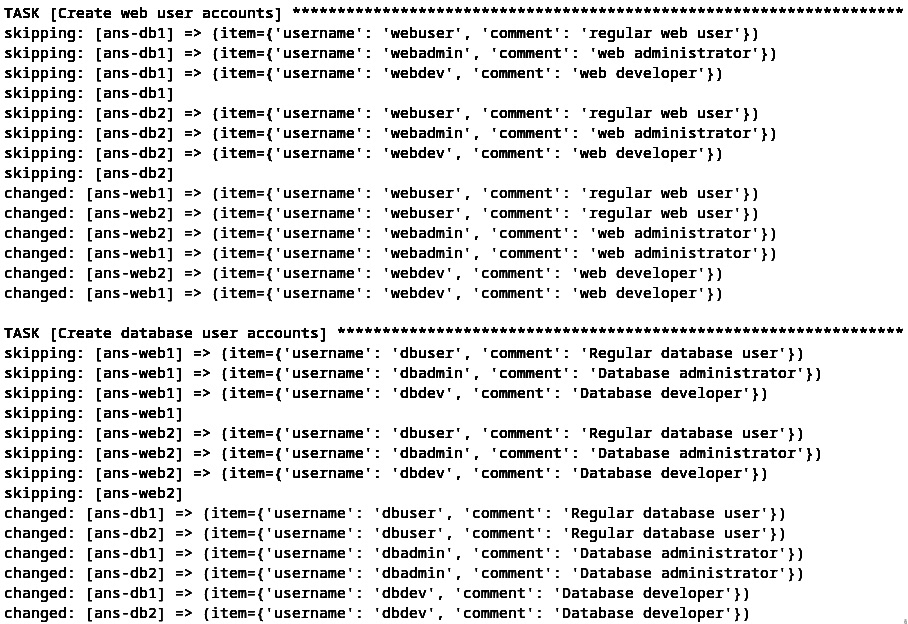 TASK [Create web user accounts] ********************************************************************
skipping: [ans-db1] => (item={'username': 'webuser', 'comment': 'regular web user'})
skipping: [ans-db1] => (item={'username': 'webadmin', 'comment': 'web administrator'})
skipping: [ans-db1] => (item={'username': 'webdev', 'comment': 'web developer'})
skipping: [ans-db1]
skipping: [ans-db2] => (item={'username': 'webuser', 'comment': 'regular web user'})
skipping: [ans-db2] => (item={'username': 'webadmin', 'comment': 'web administrator'})
skipping: [ans-db2] => (item={'username': 'webdev', 'comment': 'web developer'})
skipping: [ans-db2]
changed: [ans-web1] => (item={'username': 'webuser', 'comment': 'regular web user'})
changed: [ans-web2] => (item={'username': 'webuser', 'comment': 'regular web user'})
changed: [ans-web2] => (item={'username': 'webadmin', 'comment': 'web administrator'})
changed: [ans-web1] => (item={'username': 'webadmin', 'comment': 'web administrator'})
changed: [ans-web2] => (item={'username': 'webdev', 'comment': 'web developer'})
changed: [ans-web1] => (item={'username': 'webdev', 'comment': 'web developer'})
TASK [Create database user accounts] ***************************************************************
skipping: [ans-web1] => (item={'username': 'dbuser', 'comment': 'Regular database user'})
skipping: [ans-web1] => (item={'username': 'dbadmin', 'comment': 'Database administrator'})
skipping: [ans-web1] => (item={'username': 'dbdev', 'comment': 'Database developer'})
skipping: [ans-web1]
skipping: [ans-web2] => (item={'username': 'dbuser', 'comment': 'Regular database user'})
skipping: [ans-web2] => (item={'username': 'dbadmin', 'comment': 'Database administrator'})
skipping: [ans-web2] => (item={'username': 'dbdev', 'comment': 'Database developer'})
skipping: [ans-web2]
changed: [ans-db1] => (item={'username': 'dbuser', 'comment': 'Regular database user'})
changed: [ans-db2] => (item={'username': 'dbuser', 'comment': 'Regular database user'})
changed: [ans-db1] => (item={'username': 'dbadmin', 'comment': 'Database administrator'})
changed: [ans-db2] => (item={'username': 'dbadmin', 'comment': 'Database administrator'})
changed: [ans-db1] => (item={'username': 'dbdev', 'comment': 'Database developer'})
changed: [ans-db2] => (item={'username': 'dbdev', 'comment': 'Database developer'})